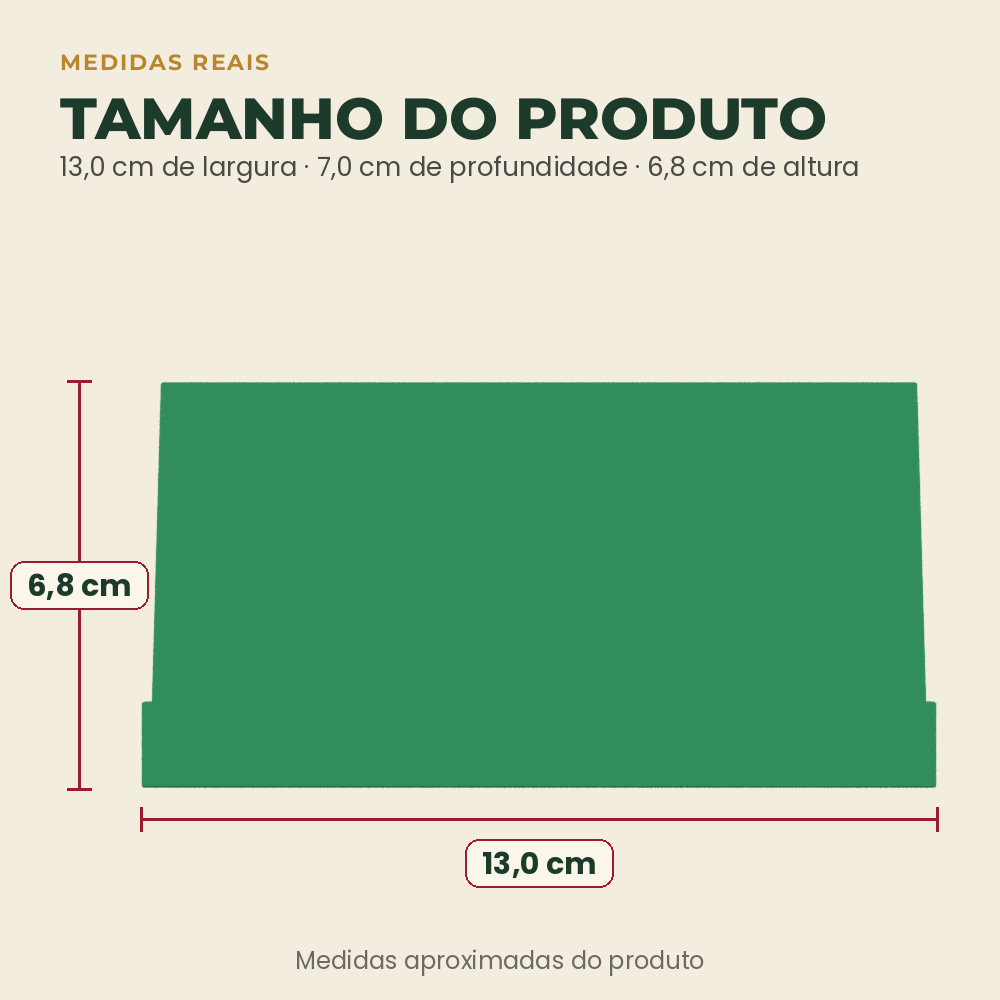 MEDIDAS REAIS
TAMANHO DO PRODUTO
13,0 cm de largura · 7,0 cm de profundidade · 6,8 cm de altura
6,8 cm
13,0 cm
Medidas aproximadas do produto